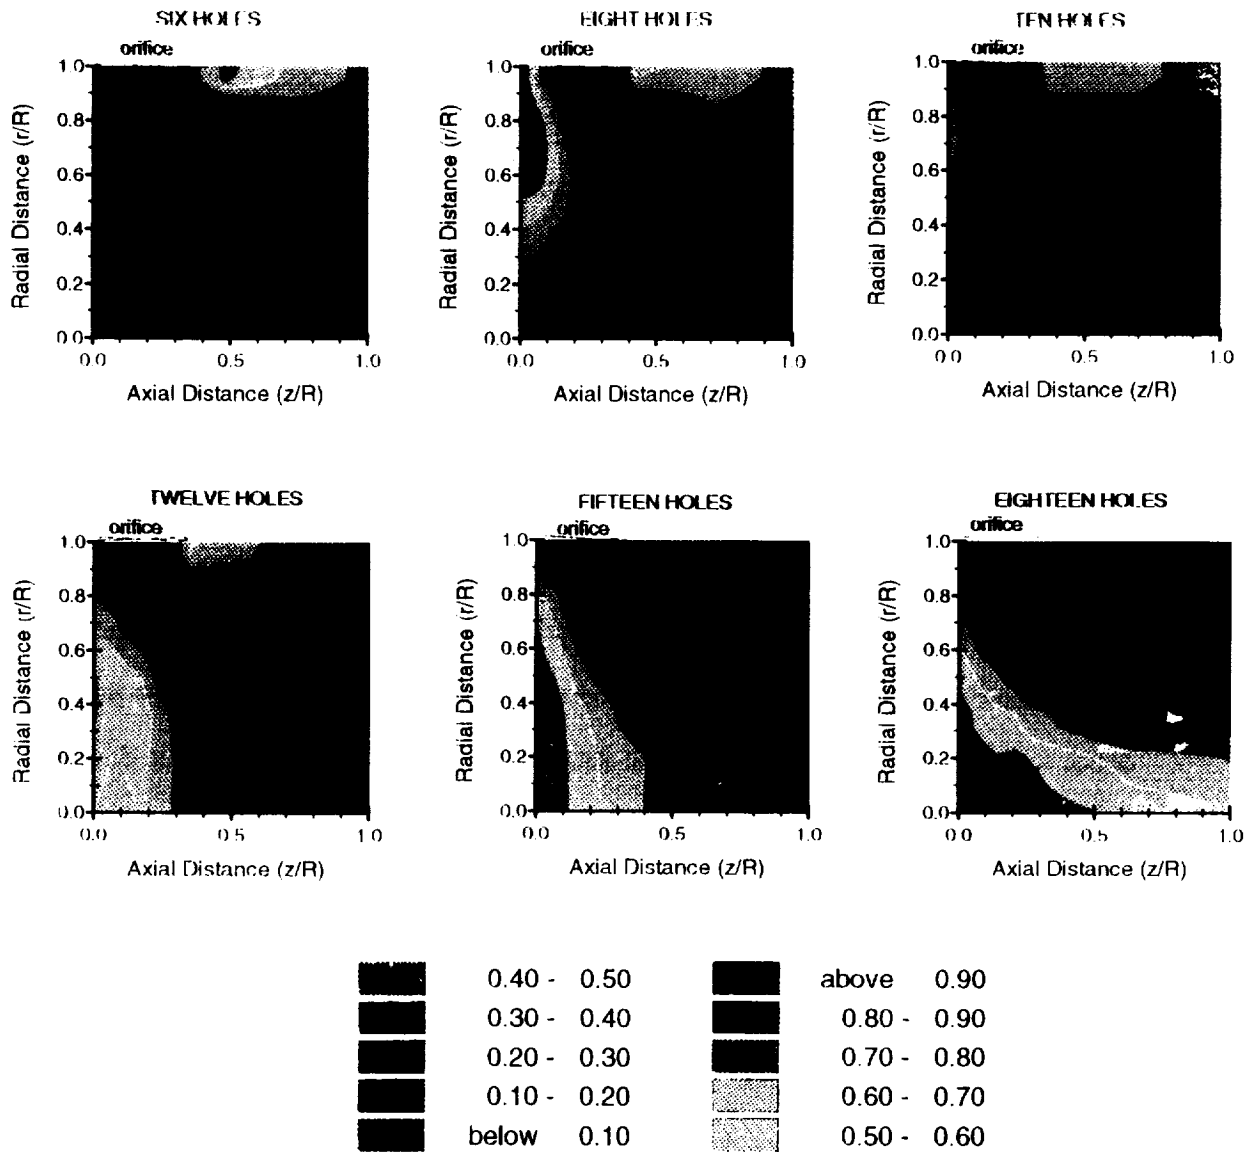 SIX HOLES
EIGHT HOLES
TEN HOLES
orifice
orifice
orifice
1.0
0.8
0.6
0.4
0.2
0.0
Radial Distance (r/R)
0.0 0.5 1.0
Axial Distance (z/R)
1.0
0.8
0.6
0.4
0.2
0.0
Radial Distance (r/R)
0.0 0.5 1.0
Axial Distance (z/R)
1.0
0.8
0.6
0.4
0.2
0.0
Radial Distance (r/R)
0.0 0.5 1.0
Axial Distance (z/R)
TWELVE HOLES
FIFTEEN HOLES
EIGHTEEN HOLES
orifice
orifice
orifice
1.0
0.8
0.6
0.4
0.2
0.0
Radial Distance (r/R)
0.0 0.5 1.0
Axial Distance (z/R)
1.0
0.8
0.6
0.4
0.2
0.0
Radial Distance (r/R)
0.0 0.5 1.0
Axial Distance (z/R)
1.0
0.8
0.6
0.4
0.2
0.0
Radial Distance (r/R)
0.0 0.5 1.0
Axial Distance (z/R)
0.40 - 0.50
0.30 - 0.40
0.20 - 0.30
0.10 - 0.20
below 0.10
above 0.90
0.80 - 0.90
0.70 - 0.80
0.60 - 0.70
0.50 - 0.60